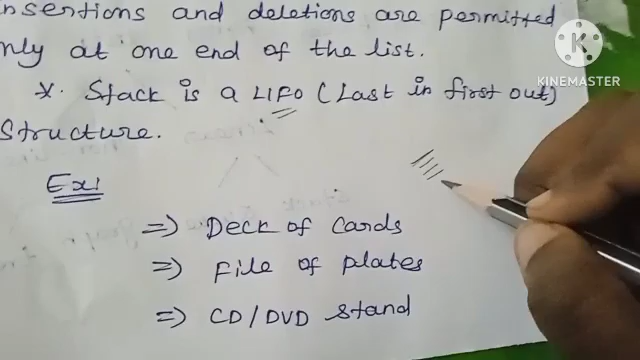 insertions and deletions are permitted
only at one end of the list.
* Stack is a LIFO (Last in first out)
Structure.
Ex:
=> Deck of Cards
=> File of plates
=> CD/DVD stand
KINEMASTER